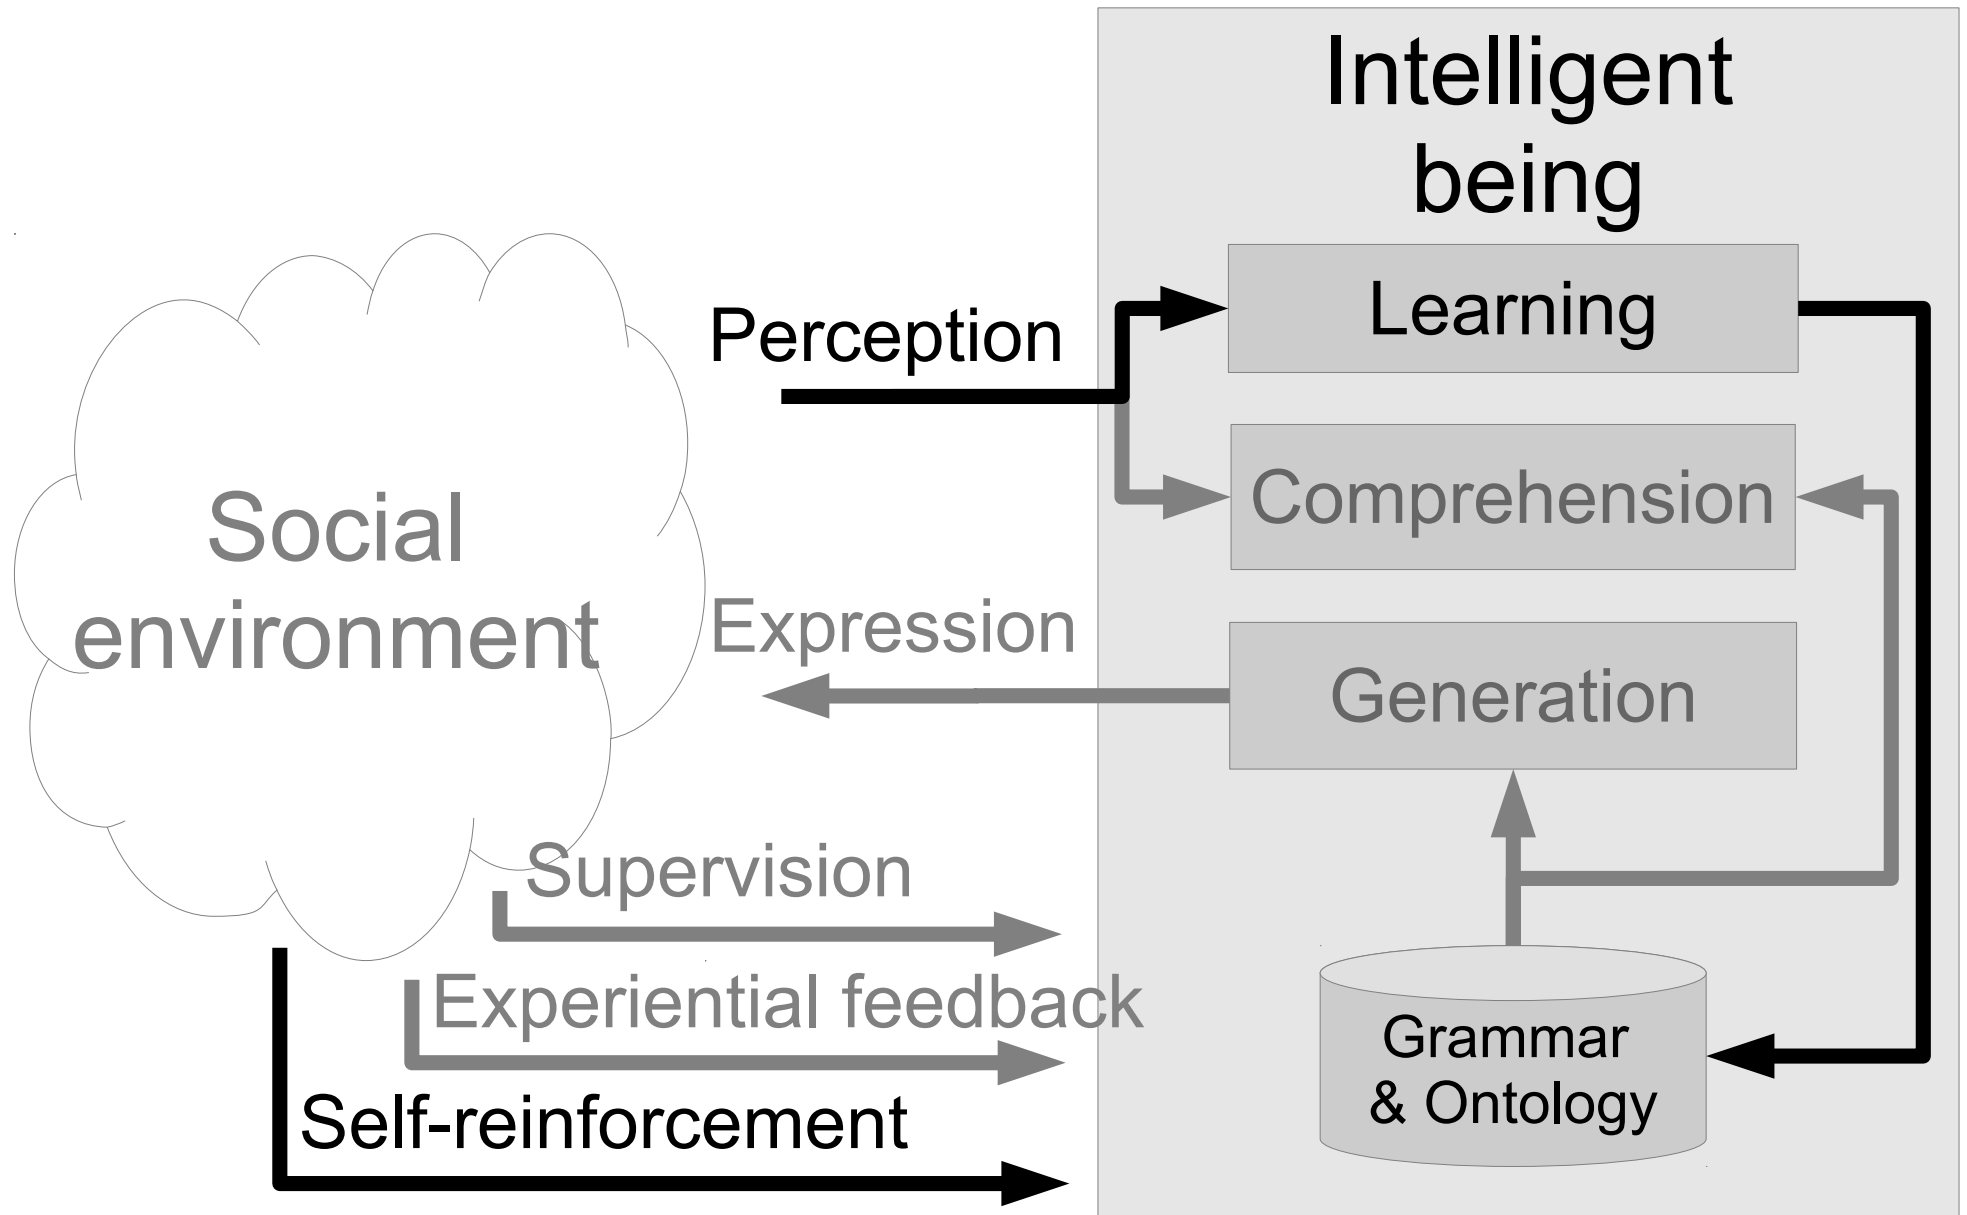 Intelligent
being
Learning
Perception
Comprehension
Social
environment
Expression
Generation
Supervision
Experiential feedback
Grammar
& Ontology
Self-reinforcement